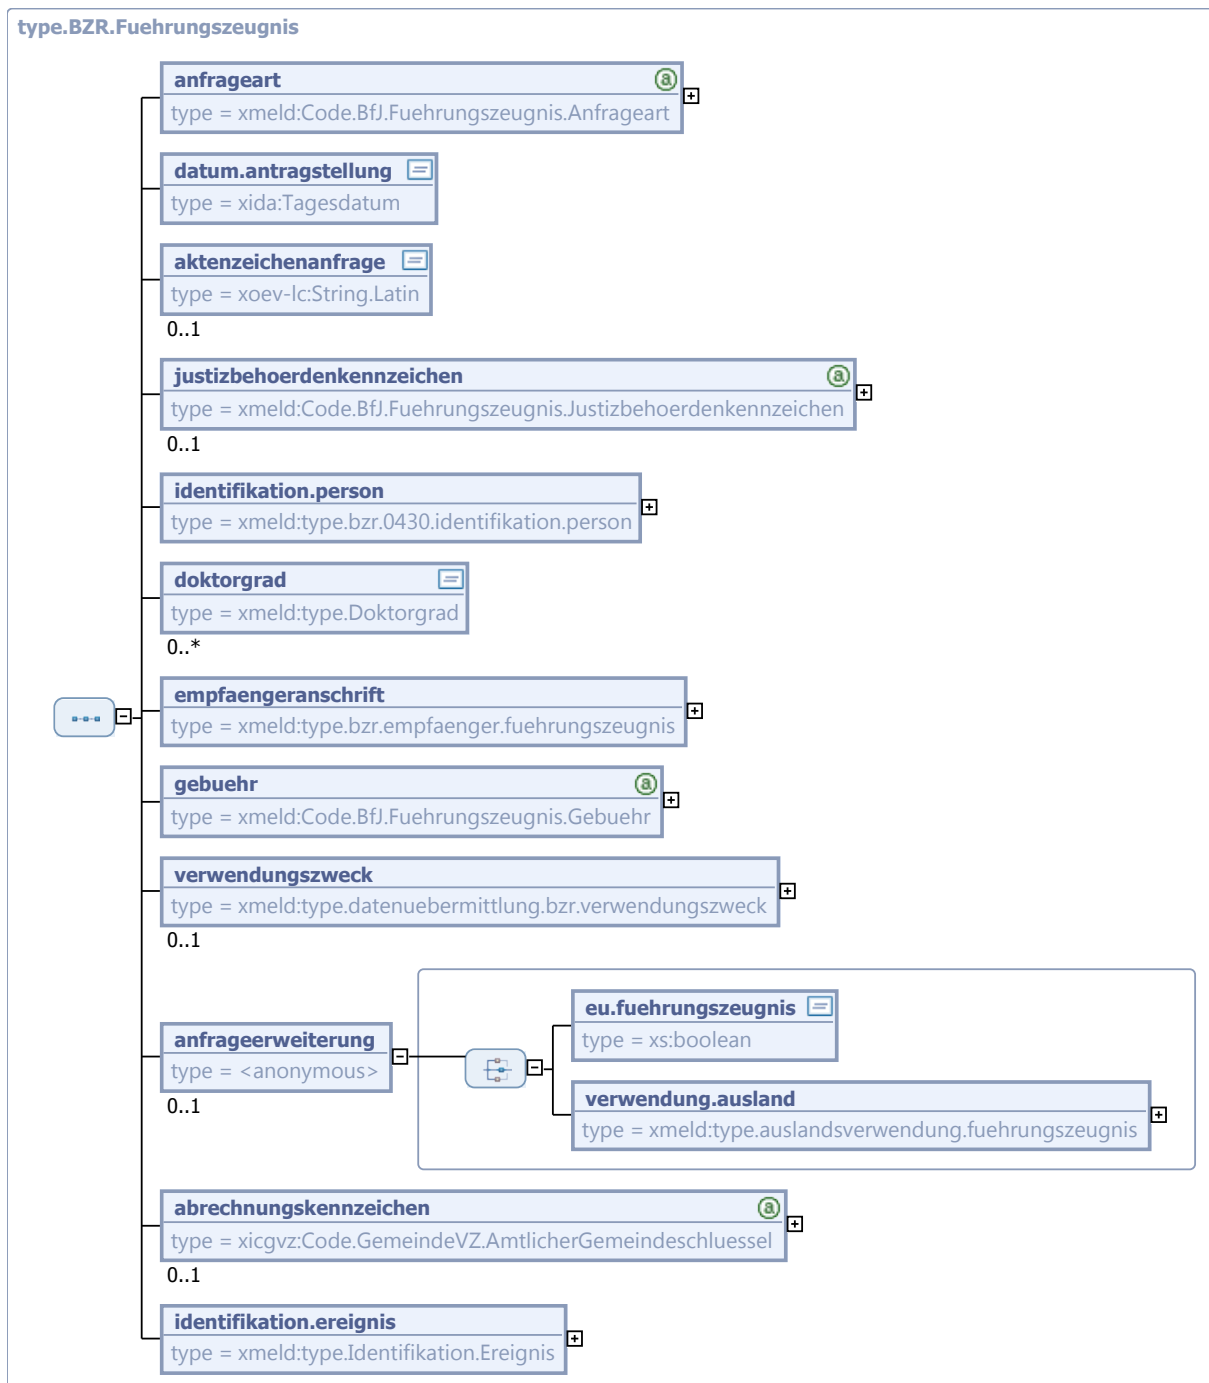 type.BZR.Fuehrungszeugnis
anfrageart
type = xmeld:Code.BfJ.Fuehrungszeugnis.Anfrageart
datum.antragstellung
type = xida:Tagesdatum
aktenzeichenanfrage
type = xoev-lc:String.Latin
0..1
justizbehoerdenkennzeichen
type = xmeld:Code.BfJ.Fuehrungszeugnis.Justizbehoerdenkennzeichen
0..1
identifikation.person
type = xmeld:type.bzr.0430.identifikation.person
doktorgrad
type = xmeld:type.Doktorgrad
0..*
empfaengeranschrift
type = xmeld:type.bzr.empfaenger.fuehrungszeugnis
gebuehr
type = xmeld:Code.BfJ.Fuehrungszeugnis.Gebuehr
verwendungszweck
type = xmeld:type.datenuebermittlung.bzr.verwendungszweck
0..1
anfrageerweiterung
type = <anonymous>
0..1
eu.fuehrungszeugnis
type = xs:boolean
verwendung.ausland
type = xmeld:type.auslandsverwendung.fuehrungszeugnis
abrechnungskennzeichen
type = xicgvz:Code.GemeindeVZ.AmtlicherGemeindeschluessel
0..1
identifikation.ereignis
type = xmeld:type.Identifikation.Ereignis